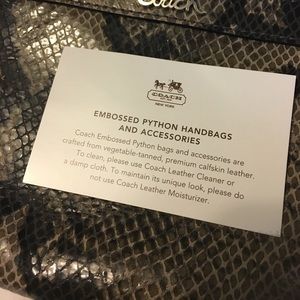 Coach
COACH
NEW YORK
EMBOSSED PYTHON HANDBAGS
AND ACCESSORIES
Coach Embossed Python bags and accessories are
crafted from vegetable-tanned, premium calfskin leather.
To clean, please use Coach Leather Cleaner or
a damp cloth. To maintain its unique look, please do
not use Coach Leather Moisturizer.